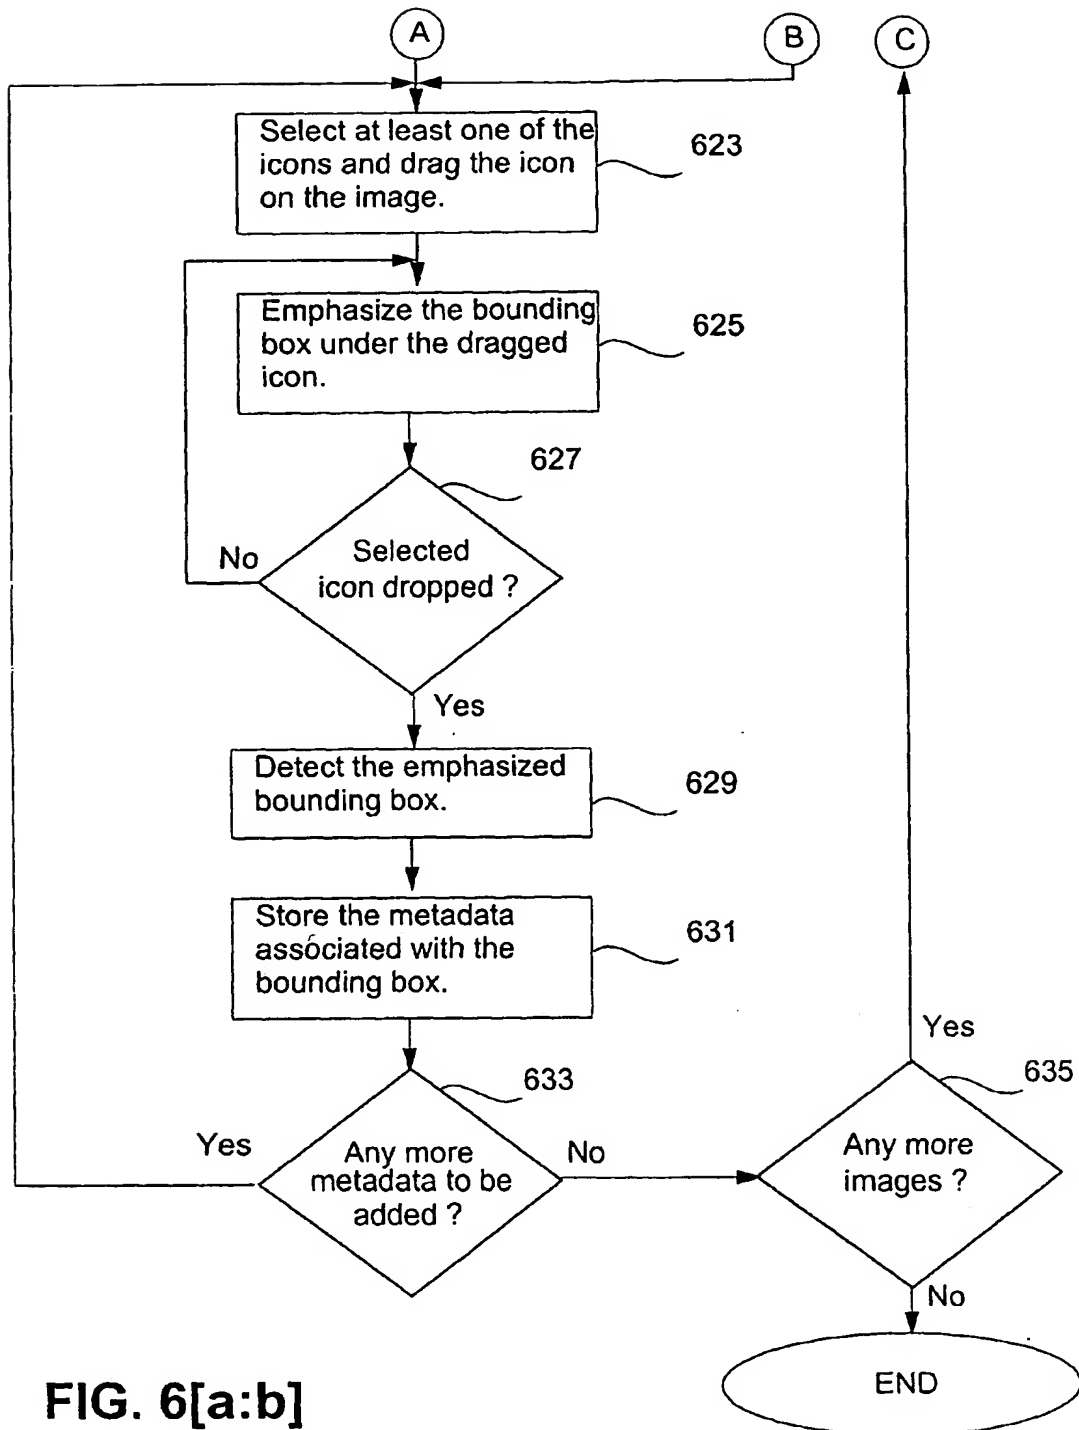 A
B
C
Select at least one of the
icons and drag the icon
on the image.
623
Emphasize the bounding
box under the dragged
icon.
625
627
Selected
icon dropped ?
No
Yes
Detect the emphasized
bounding box.
629
Store the metadata
associated with the
bounding box.
631
633
Yes
Any more
metadata to be
added ?
No
Yes
635
Any more
images ?
No
END
FIG. 6[a:b]